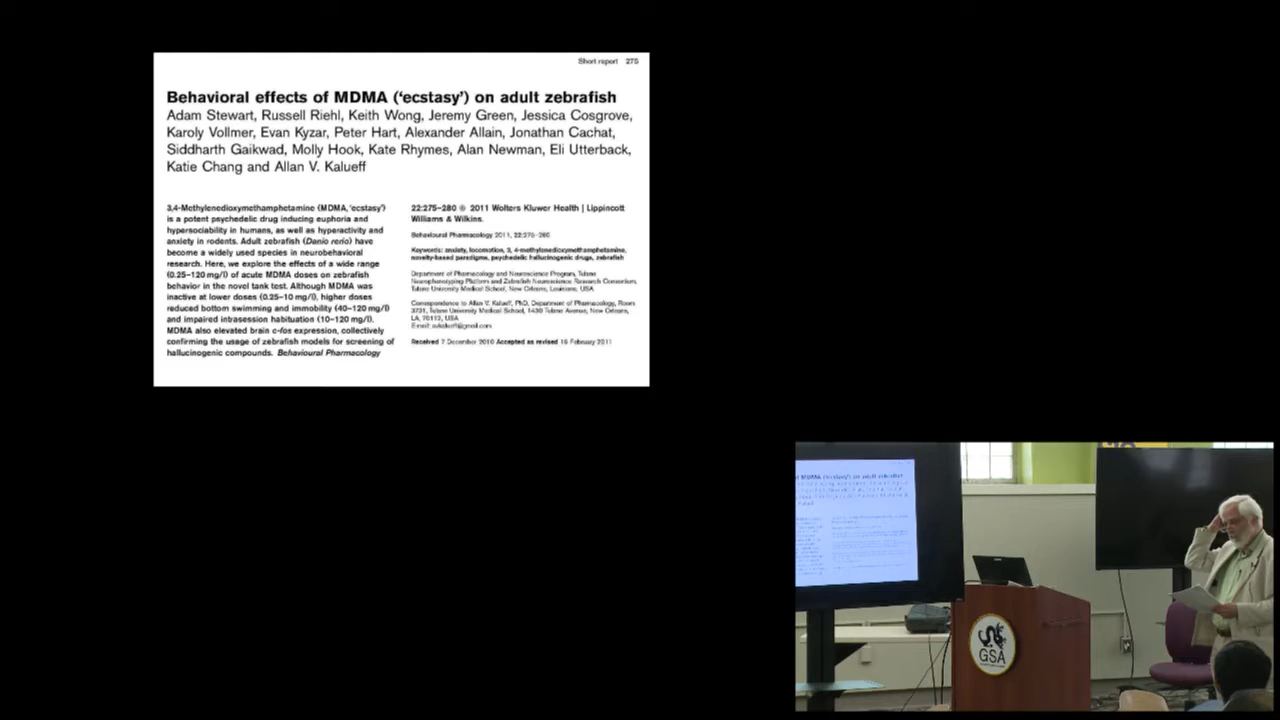 Short report 275
Behavioral effects of MDMA (‘ecstasy’) on adult zebrafish
Adam Stewart, Russell Riehl, Keith Wong, Jeremy Green, Jessica Cosgrove,
Karoly Vollmer, Evan Kyzar, Peter Hart, Alexander Allain, Jonathan Cachat,
Siddharth Gaikwad, Molly Hook, Kate Rhymes, Alan Newman, Eli Utterback,
Katie Chang and Allan V. Kalueff
3,4-Methylenedioxymethamphetamine (MDMA, ‘ecstasy’)
is a potent psychedelic drug inducing euphoria and
hypersociability in humans, as well as hyperactivity and
anxiety in rodents. Adult zebrafish (Danio rerio) have
become a widely used species in neurobehavioral
research. Here, we explore the effects of a wide range
(0.25–120 mg/l) of acute MDMA doses on zebrafish
behavior in the novel tank test. Although MDMA was
inactive at lower doses (0.25–10 mg/l), higher doses
reduced bottom swimming and immobility (40–120 mg/l)
and impaired intrasession habituation (10–120 mg/l).
MDMA also elevated brain c-fos expression, collectively
confirming the usage of zebrafish models for screening of
hallucinogenic compounds. Behavioural Pharmacology
22:275–280 © 2011 Wolters Kluwer Health | Lippincott
Williams & Wilkins.
Behavioural Pharmacology 2011, 22:275–280
Keywords: anxiety, locomotion, 3, 4-methylenedioxymethamphetamine,
novelty-based paradigm, psychedelic hallucinogenic drugs, zebrafish
Department of Pharmacology and Neuroscience Program, Tulane
Neurophenotyping Platform and Zebrafish Neuroscience Research Consortium,
Tulane University Medical School, New Orleans, Louisiana, USA
Correspondence to Allan V. Kalueff, PhD, Department of Pharmacology, Room
3731, Tulane University Medical School, 1430 Tulane Avenue, New Orleans,
LA, 70112, USA
E-mail: avkalueff@gmail.com
Received 7 December 2010 Accepted as revised 16 February 2011
MDMA (‘ecstasy’) on adult zebrafish
GSA